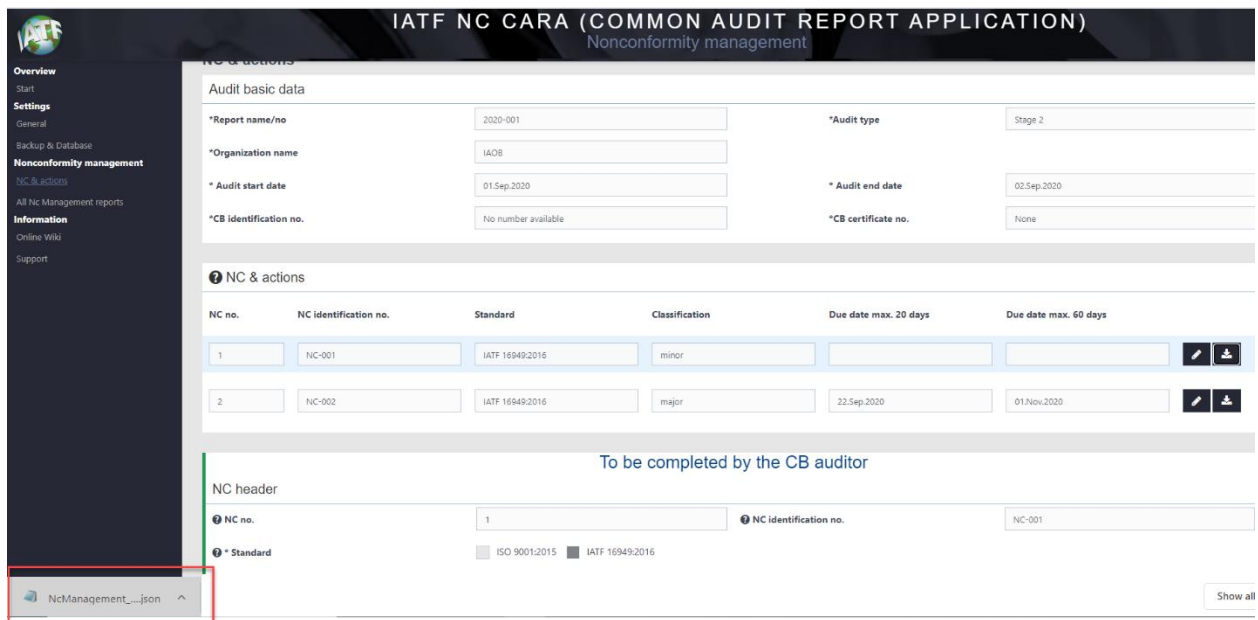 IATF
IATF NC CARA (COMMON AUDIT REPORT APPLICATION)
Nonconformity management
Overview
Start
Settings
General
Backup & Database
Nonconformity management
NC & actions
All Nc Management reports
Information
Online Wiki
Support
NC & actions
Audit basic data
*Report name/no 2020-001 *Audit type Stage 2
*Organization name IAOB
* Audit start date 01.Sep.2020 * Audit end date 02.Sep.2020
*CB identification no. No number available *CB certificate no. None
NC & actions
NC no. NC identification no. Standard Classification Due date max. 20 days Due date max. 60 days
1 NC-001 IATF 16949:2016 minor
2 NC-002 IATF 16949:2016 major 22.Sep.2020 01.Nov.2020
To be completed by the CB auditor
NC header
NC no. 1 NC identification no. NC-001
* Standard ISO 9001:2015 IATF 16949:2016
NcManagement_....json
Show all